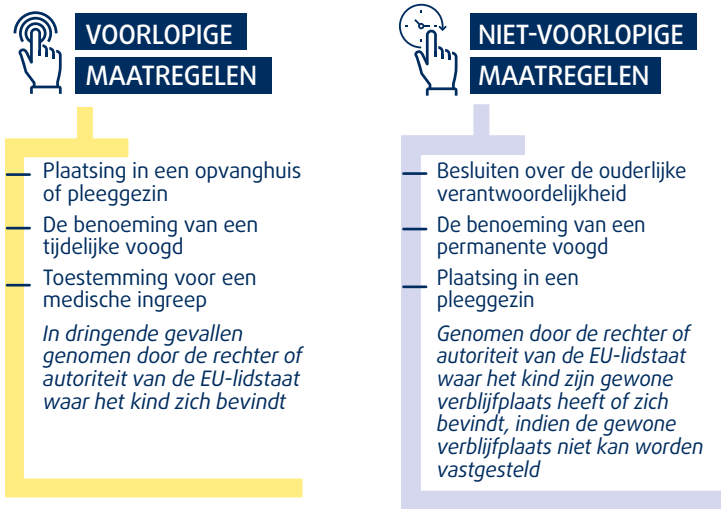 VOORLOPIGE
MAATREGELEN
Plaatsing in een opvanghuis
of pleeggezin
De benoeming van een
tijdelijke voogd
Toestemming voor een
medische ingreep
In dringende gevallen
genomen door de rechter of
autoriteit van de EU-lidstaat
waar het kind zich bevindt
NIET-VOORLOPIGE
MAATREGELEN
Besluiten over de ouderlijke
verantwoordelijkheid
De benoeming van een
permanente voogd
Plaatsing in een
pleeggezin
Genomen door de rechter of
autoriteit van de EU-lidstaat
waar het kind zijn gewone
verblijfplaats heeft of zich
bevindt, indien de gewone
verblijfplaats niet kan worden
vastgesteld